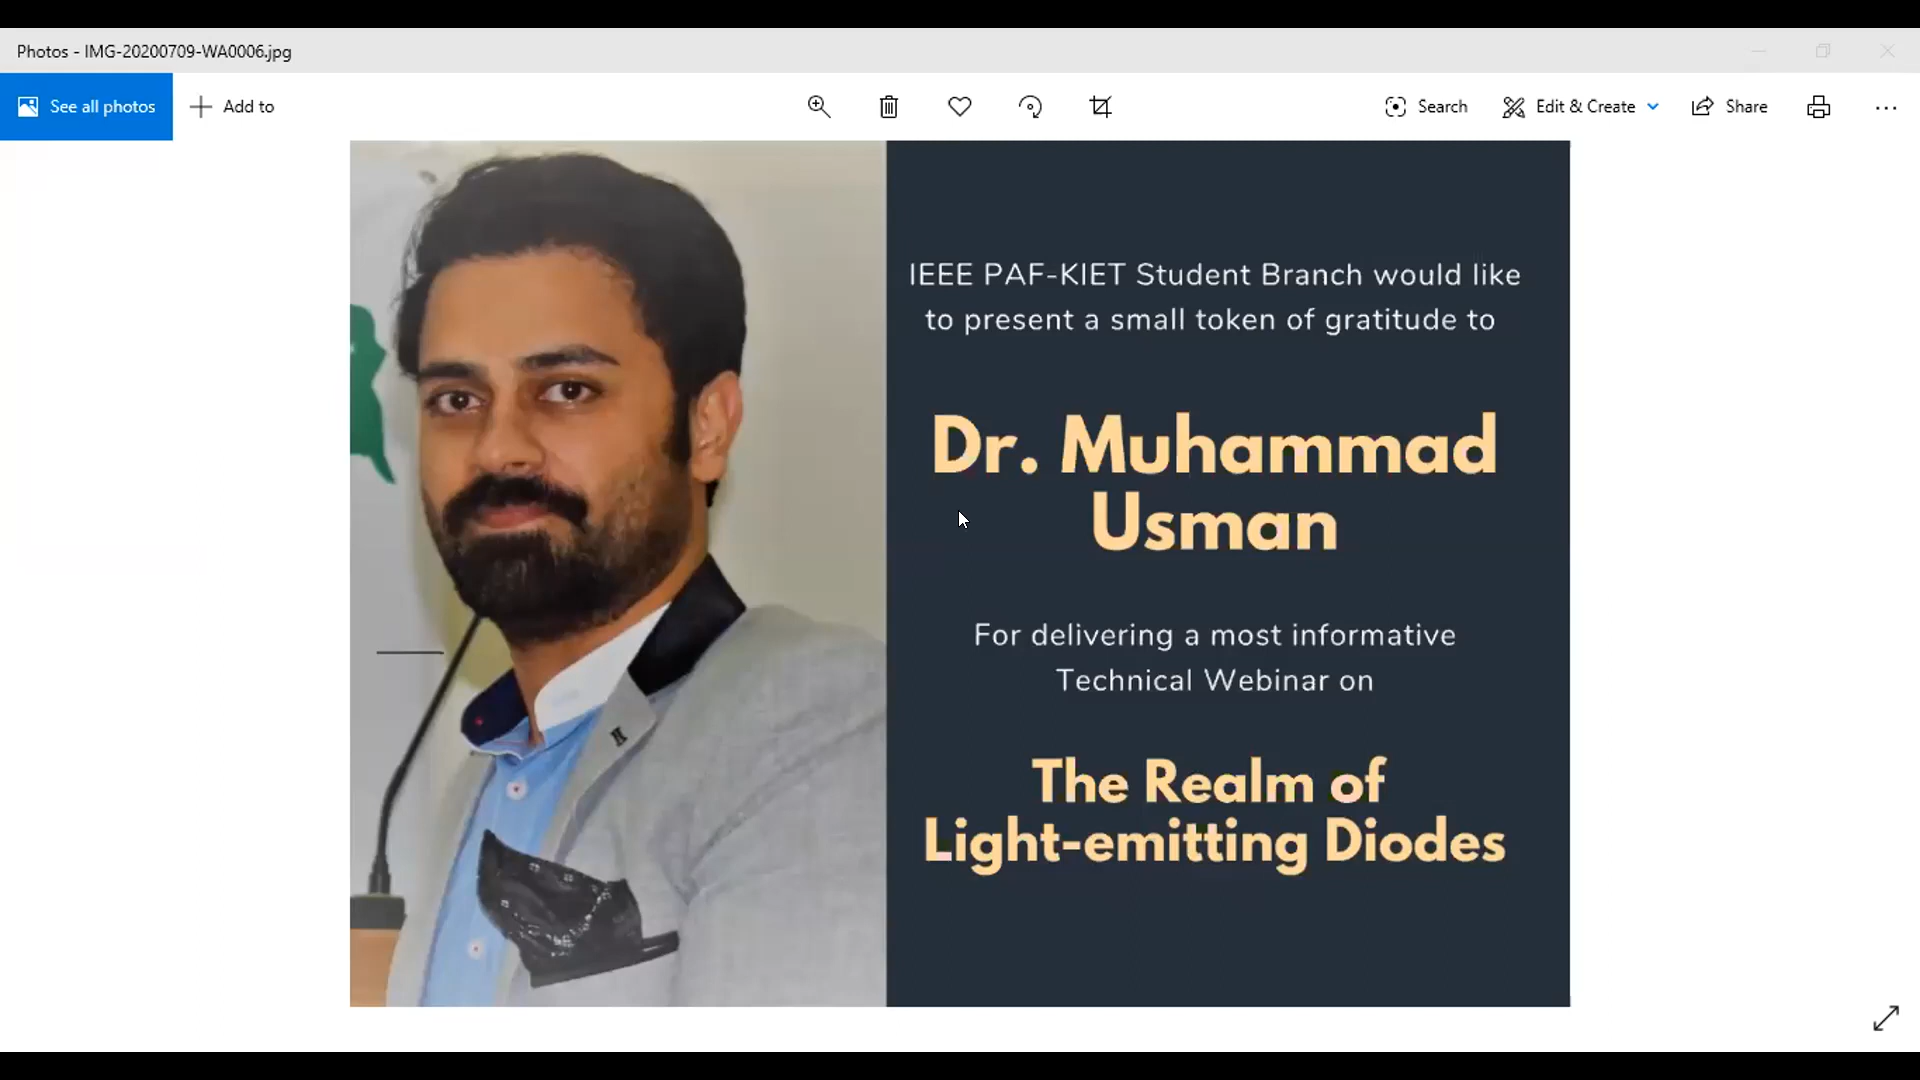 Photos - IMG-20200709-WA0006.jpg
See all photos
Add to
Search
Edit & Create
Share
IEEE PAF-KIET Student Branch would like
to present a small token of gratitude to
Dr. Muhammad
Usman
For delivering a most informative
Technical Webinar on
The Realm of
Light-emitting Diodes